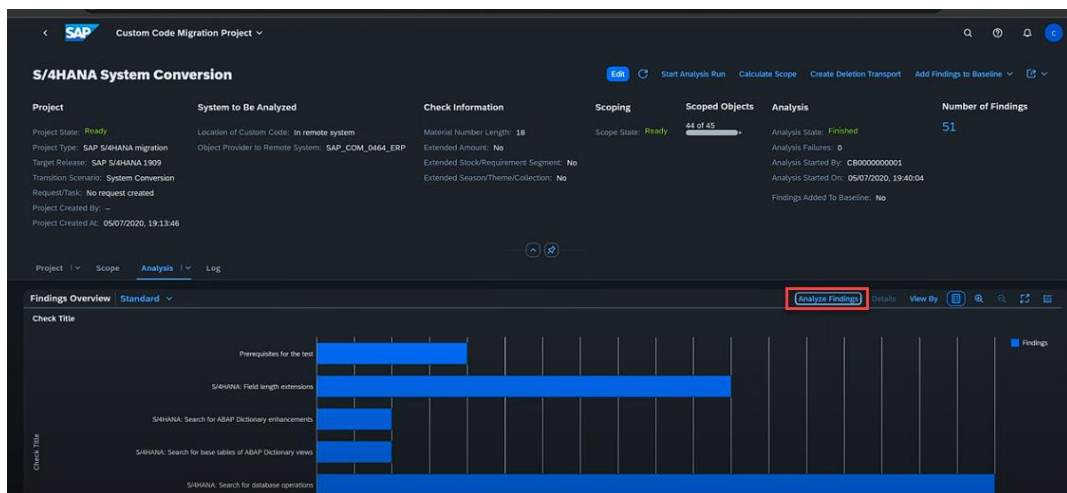 SAP Custom Code Migration Project
C
S/4HANA System Conversion
Edit Start Analysis Run Calculate Scope Create Deletion Transport Add Findings to Baseline
Project System to Be Analyzed Check Information Scoping Scoped Objects Analysis Number of Findings
Project State: Ready Location of Custom Code: In remote system Material Number Length: 18 Scope State: Ready 44 of 45 Analysis State: Finished 51
Project Type: SAP S/4HANA migration Object Provider to Remote System: SAP_COM_0464_ERP Extended Amount: No Analysis Failures: 0
Target Release: SAP S/4HANA 1909 Extended Stock/Requirement Segment: No Analysis Started By: CB0000000001
Transition Scenario: System Conversion Extended Season/Theme/Collection: No Analysis Started On: 05/07/2020, 19:40:04
Request/Task: No request created Findings Added To Baseline: No
Project Created By: –
Project Created At: 05/07/2020, 19:13:46
Project Scope Analysis Log
Findings Overview Standard Analyze Findings Details View By
Check Title
Findings
Prerequisites for the test
S/4HANA: Field length extensions
S/4HANA: Search for ABAP Dictionary enhancements
S/4HANA: Search for base tables of ABAP Dictionary views
S/4HANA: Search for database operations
Check Title